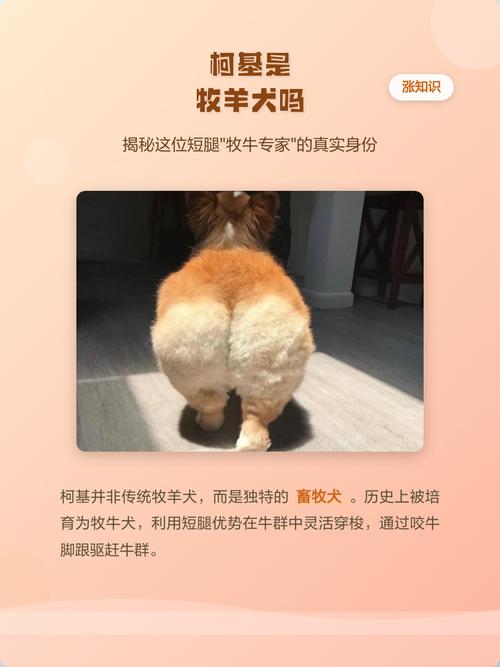 柯基是
牧羊犬吗
涨知识
揭秘这位短腿"牧牛专家"的真实身份
柯基并非传统牧羊犬，而是独特的 畜牧犬 。历史上被培
育为牧牛犬，利用短腿优势在牛群中灵活穿梭，通过咬牛
脚跟驱赶牛群。